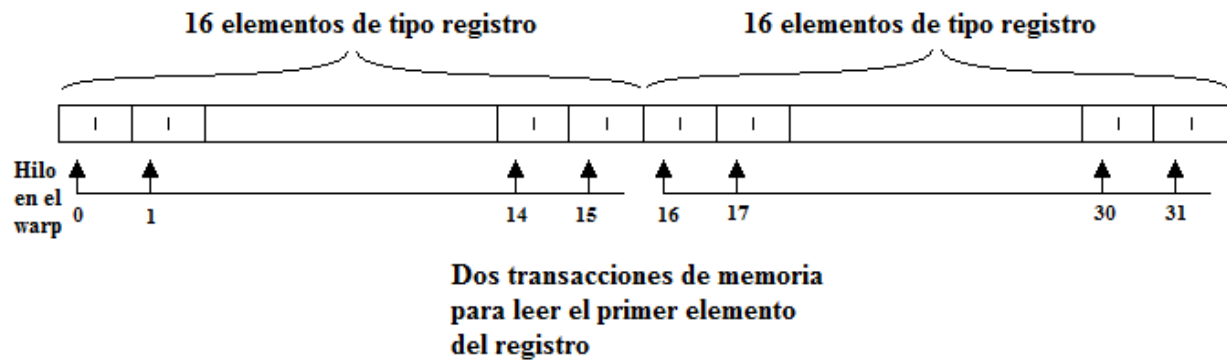 16 elementos de tipo registro
16 elementos de tipo registro
Hilo
en el
warp
0
1
14
15
16
17
30
31
Dos transacciones de memoria
para leer el primer elemento
del registro